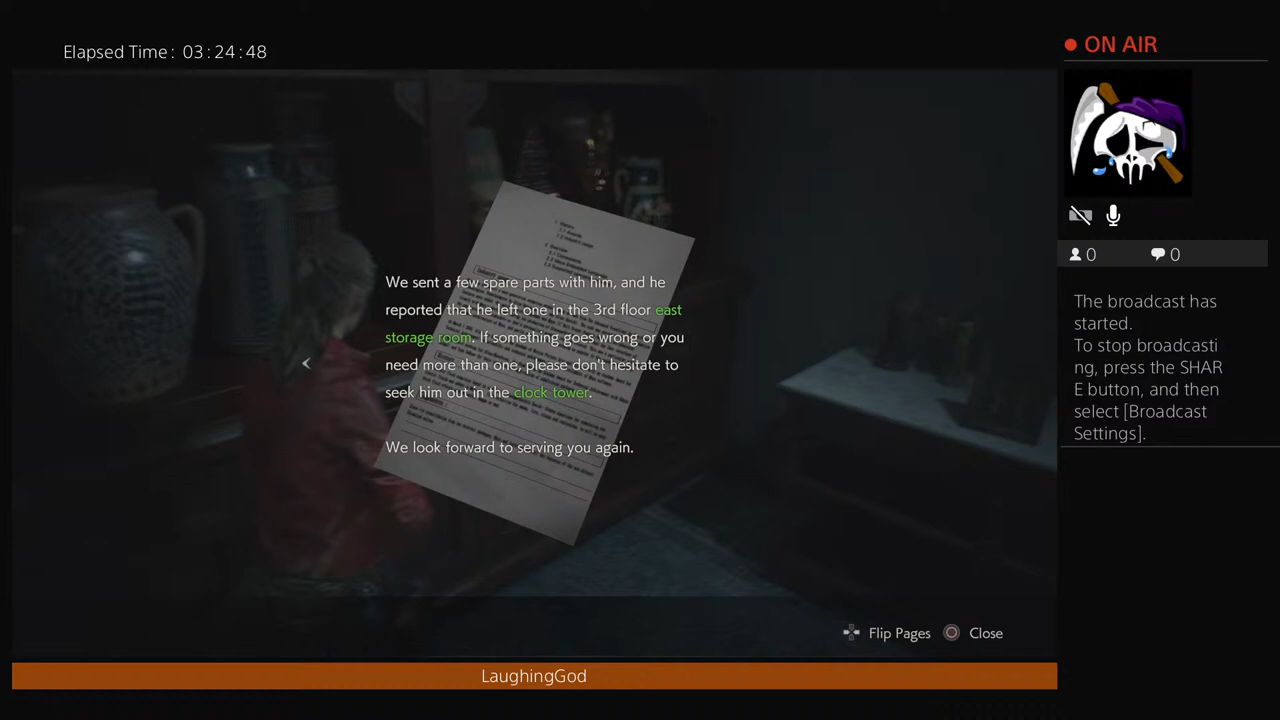 Elapsed Time: 03:24:48
ON AIR
0
0
The broadcast has
started.
To stop broadcasti
ng, press the SHAR
E button, and then
select [Broadcast
Settings].
We sent a few spare parts with him, and he
reported that he left one in the 3rd floor east
storage room. If something goes wrong or you
need more than one, please don't hesitate to
seek him out in the clock tower.
We look forward to serving you again.
Flip Pages
Close
LaughingGod